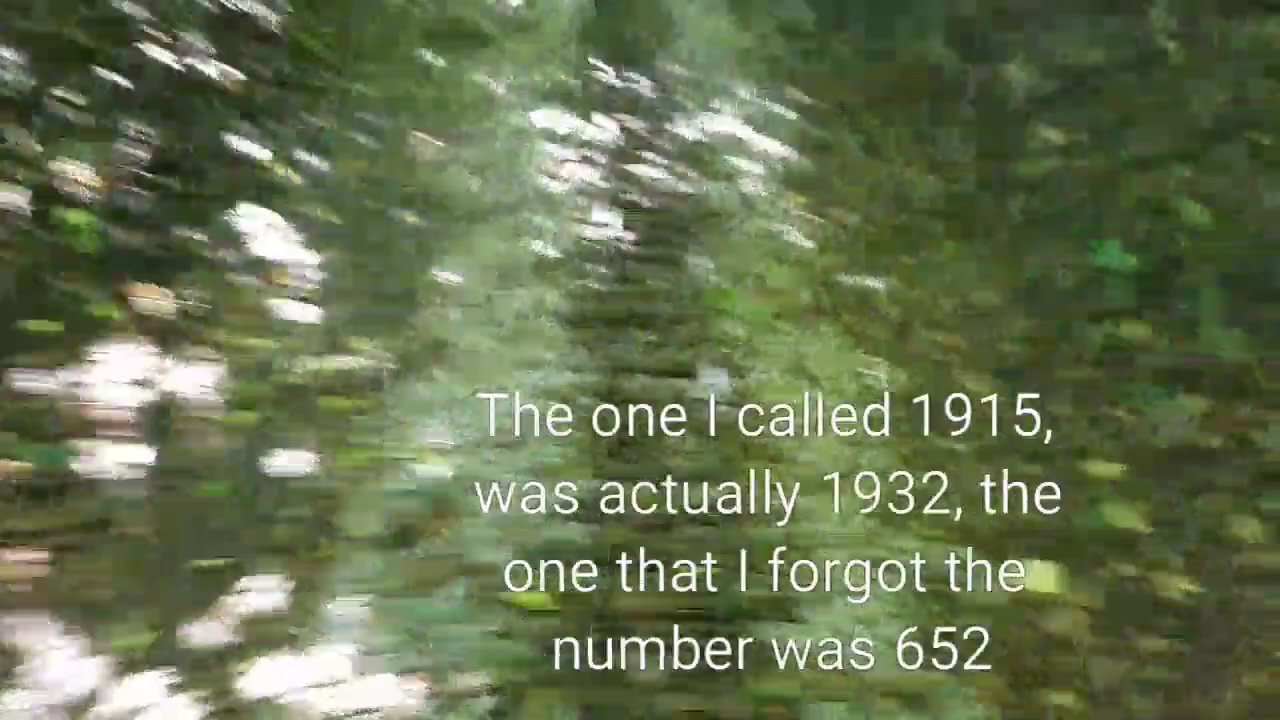 The one I called 1915,
was actually 1932, the
one that I forgot the
number was 652